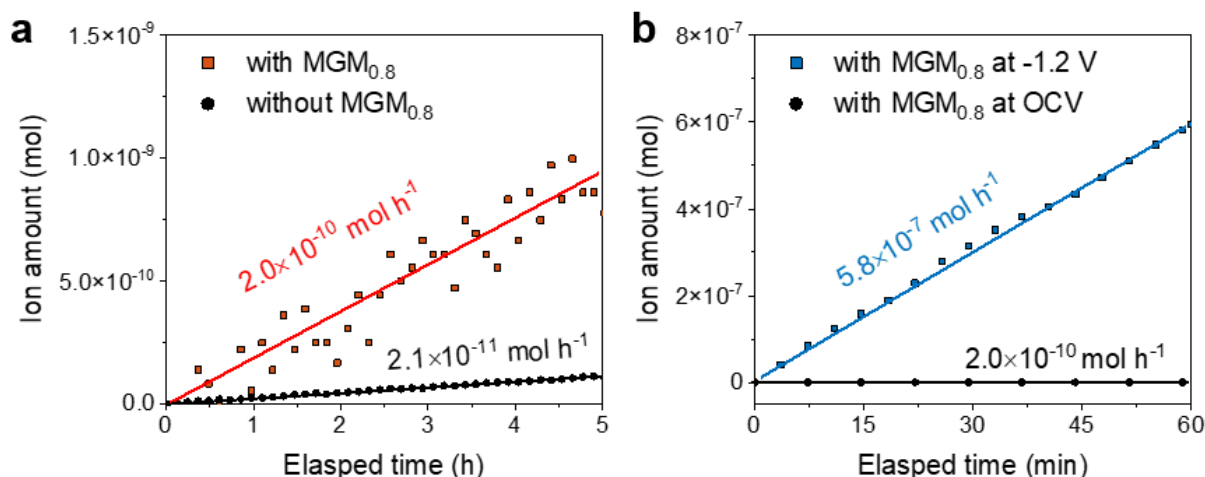 a
1.5×10⁻⁹
1.0×10⁻⁹
5.0×10⁻¹⁰
0.0
Ion amount (mol)
with MGM₀.₈
without MGM₀.₈
2.0×10⁻¹⁰ mol h⁻¹
2.1×10⁻¹¹ mol h⁻¹
0 1 2 3 4 5
Elasped time (h)
b
8×10⁻⁷
6×10⁻⁷
4×10⁻⁷
2×10⁻⁷
0
Ion amount (mol)
with MGM₀.₈ at -1.2 V
with MGM₀.₈ at OCV
5.8×10⁻⁷ mol h⁻¹
2.0×10⁻¹⁰ mol h⁻¹
0 15 30 45 60
Elasped time (min)